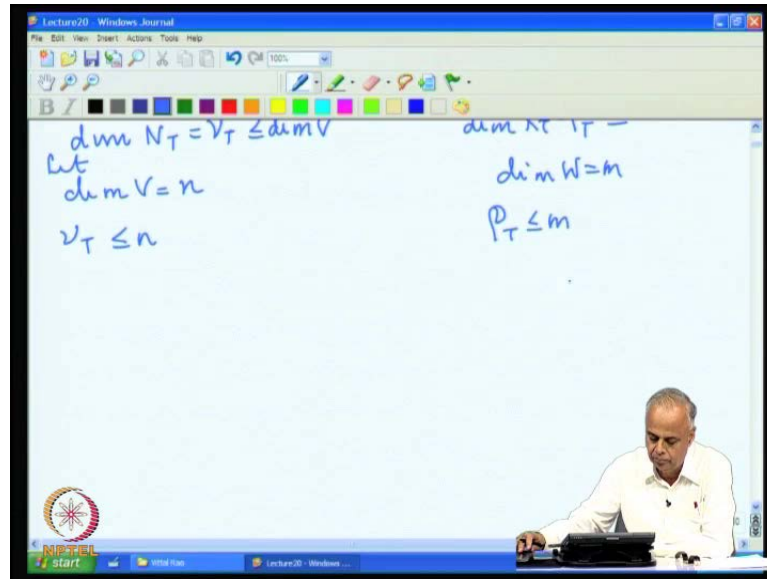 Lecture20 - Windows Journal
File Edit View Insert Actions Tools Help
100%
B I
dim N_T = ν_T ≤ dim V
Let
dim V = n
ν_T ≤ n
dim W = m
ρ_T ≤ m
NPTEL
start Vittal Rao Lecture20 - Windows ...